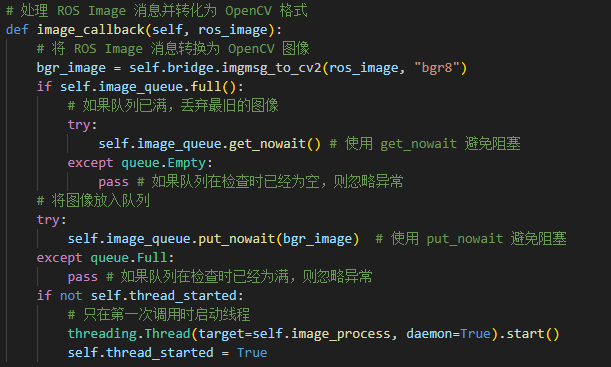 # 处理 ROS Image 消息并转化为 OpenCV 格式
def image_callback(self, ros_image):
    # 将 ROS Image 消息转换为 OpenCV 图像
    bgr_image = self.bridge.imgmsg_to_cv2(ros_image, "bgr8")
    if self.image_queue.full():
        # 如果队列已满，丢弃最旧的图像
        try:
            self.image_queue.get_nowait() # 使用 get_nowait 避免阻塞
        except queue.Empty:
            pass # 如果队列在检查时已经为空，则忽略异常
    # 将图像放入队列
    try:
        self.image_queue.put_nowait(bgr_image)  # 使用 put_nowait 避免阻塞
    except queue.Full:
        pass # 如果队列在检查时已经为满，则忽略异常
    if not self.thread_started:
        # 只在第一次调用时启动线程
        threading.Thread(target=self.image_process, daemon=True).start()
        self.thread_started = True